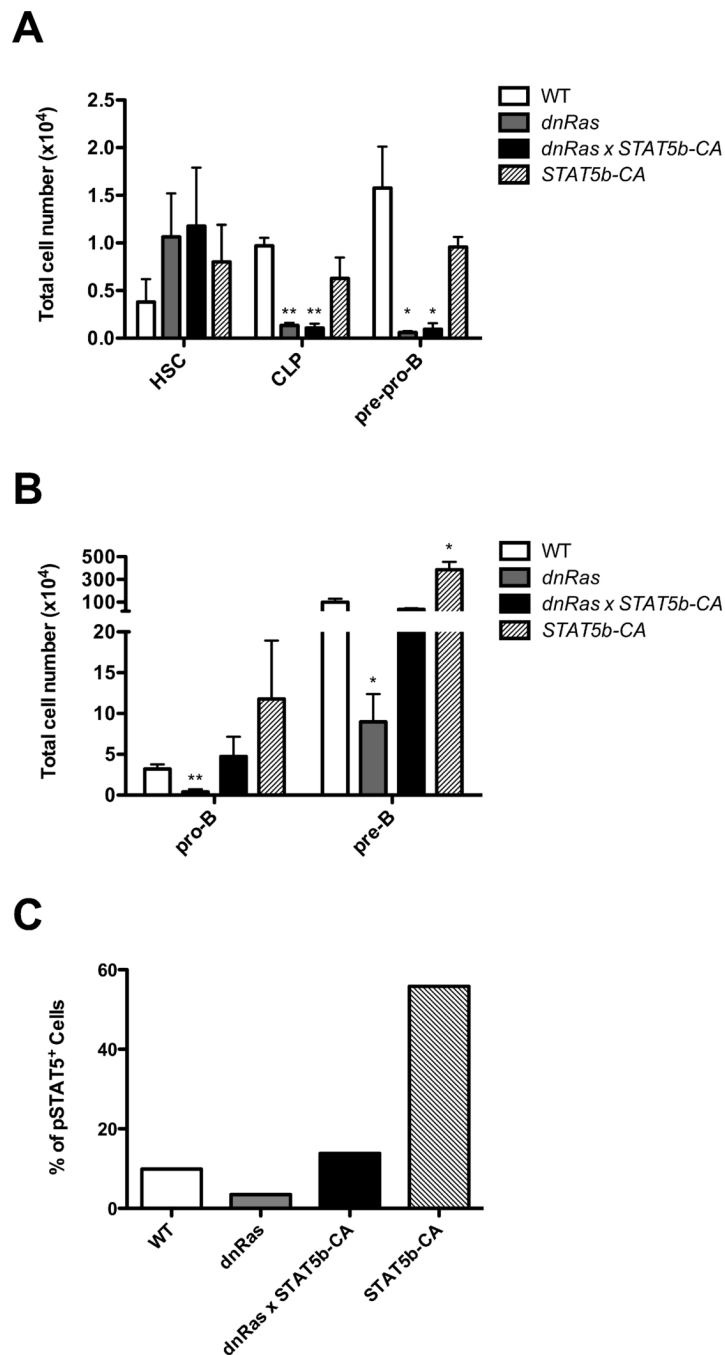 A
Total cell number (x10⁴)
2.5
2.0
1.5
1.0
0.5
0.0
** ** * *
HSC CLP pre-pro-B
WT
dnRas
dnRas x STAT5b-CA
STAT5b-CA
B
Total cell number (x10⁴)
500
300
100
20
15
10
5
0
** * *
pro-B pre-B
WT
dnRas
dnRas x STAT5b-CA
STAT5b-CA
C
% of pSTAT5⁺ Cells
60
40
20
0
WT dnRas dnRas x STAT5b-CA STAT5b-CA